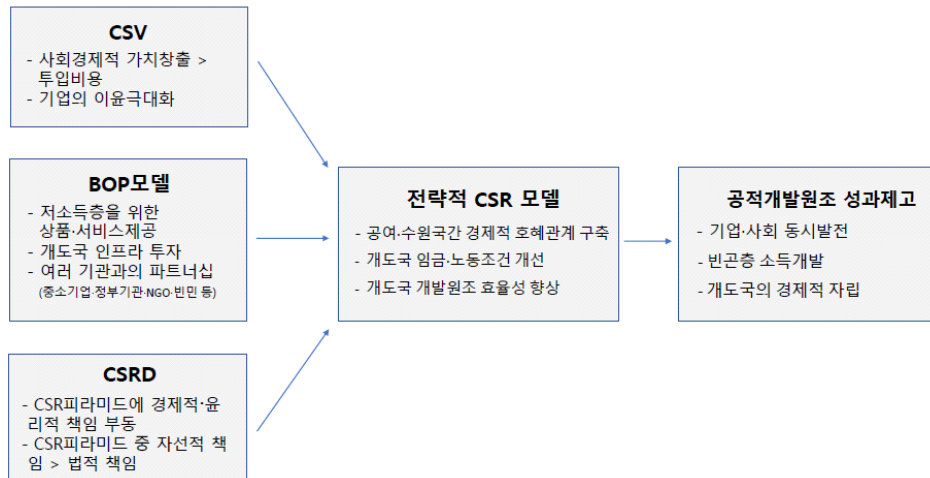 CSV
- 사회경제적 가치창출 >
투입비용
- 기업의 이윤극대화
BOP모델
- 저소득층을 위한
상품·서비스제공
- 개도국 인프라 투자
- 여러 기관과의 파트너십
(중소기업·정부기관·NGO·빈민 등)
CSRD
- CSR피라미드에 경제적·윤
리적 책임 부동
- CSR피라미드 중 자선적 책
임 > 법적 책임
전략적 CSR 모델
- 공여·수원국간 경제적 호혜관계 구축
- 개도국 임금·노동조건 개선
- 개도국 개발원조 효율성 향상
공적개발원조 성과제고
- 기업·사회 동시발전
- 빈곤층 소득개발
- 개도국의 경제적 자립